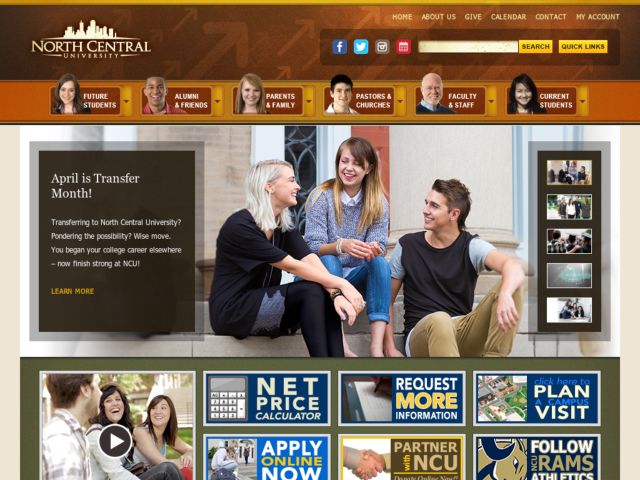 HOME ABOUT US GIVE CALENDAR CONTACT MY ACCOUNT
NORTH CENTRAL
UNIVERSITY
SEARCH
QUICK LINKS
FUTURE
STUDENTS
ALUMNI
& FRIENDS
PARENTS
& FAMILY
PASTORS &
CHURCHES
FACULTY
& STAFF
CURRENT
STUDENTS
April is Transfer
Month!
Transferring to North Central University?
Pondering the possibility? Wise move.
You began your college career elsewhere
– now finish strong at NCU!
LEARN MORE
NET
PRICE
CALCULATOR
REQUEST
MORE
INFORMATION
click here to
PLAN
A CAMPUS
VISIT
APPLY
ONLINE
NOW
PARTNER
with NCU
Donate Online Now!!
FOLLOW
NCU RAMS
ATHLETICS